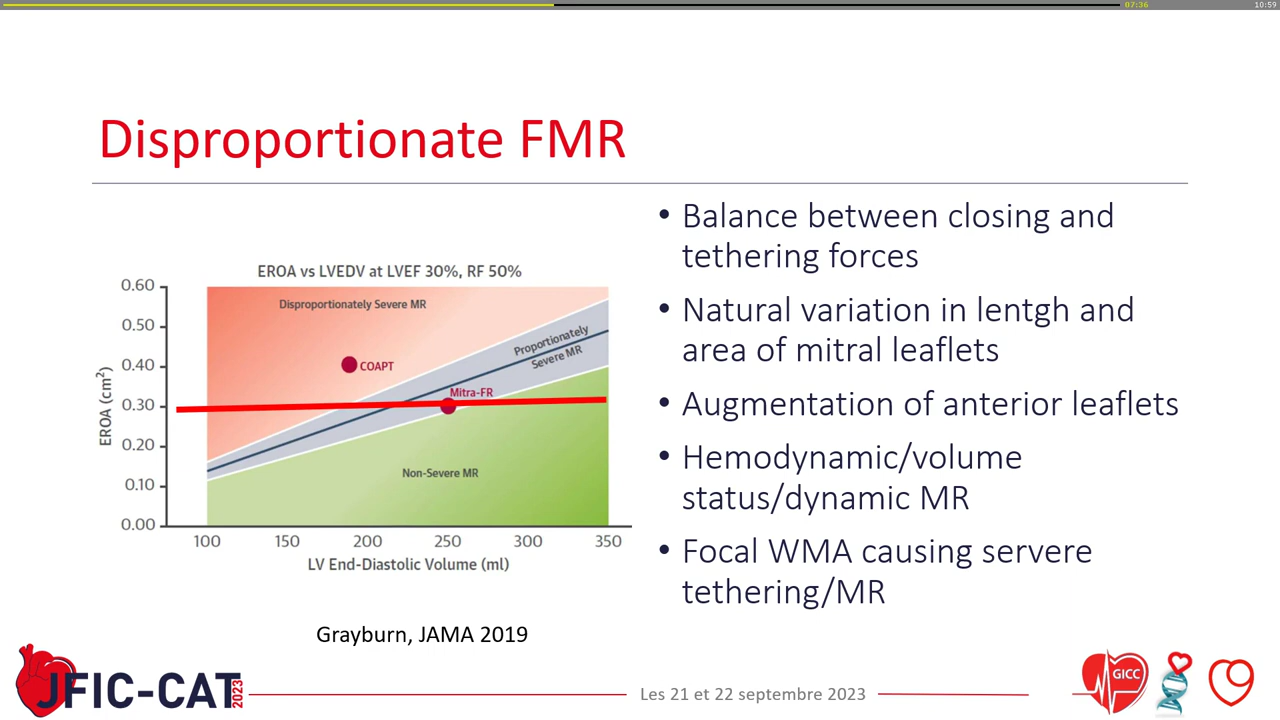 07:36
10:59
Disproportionate FMR
EROA vs LVEDV at LVEF 30%, RF 50%
EROA (cm²)
0.60
0.50
0.40
0.30
0.20
0.10
0.00
Disproportionately Severe MR
Proportionately
Severe MR
COAPT
Mitra-FR
Non-Severe MR
100
150
200
250
300
350
LV End-Diastolic Volume (ml)
Grayburn, JAMA 2019
• Balance between closing and
tethering forces
• Natural variation in lentgh and
area of mitral leaflets
• Augmentation of anterior leaflets
• Hemodynamic/volume
status/dynamic MR
• Focal WMA causing servere
tethering/MR
JFIC-CAT
2023
Les 21 et 22 septembre 2023
GICC